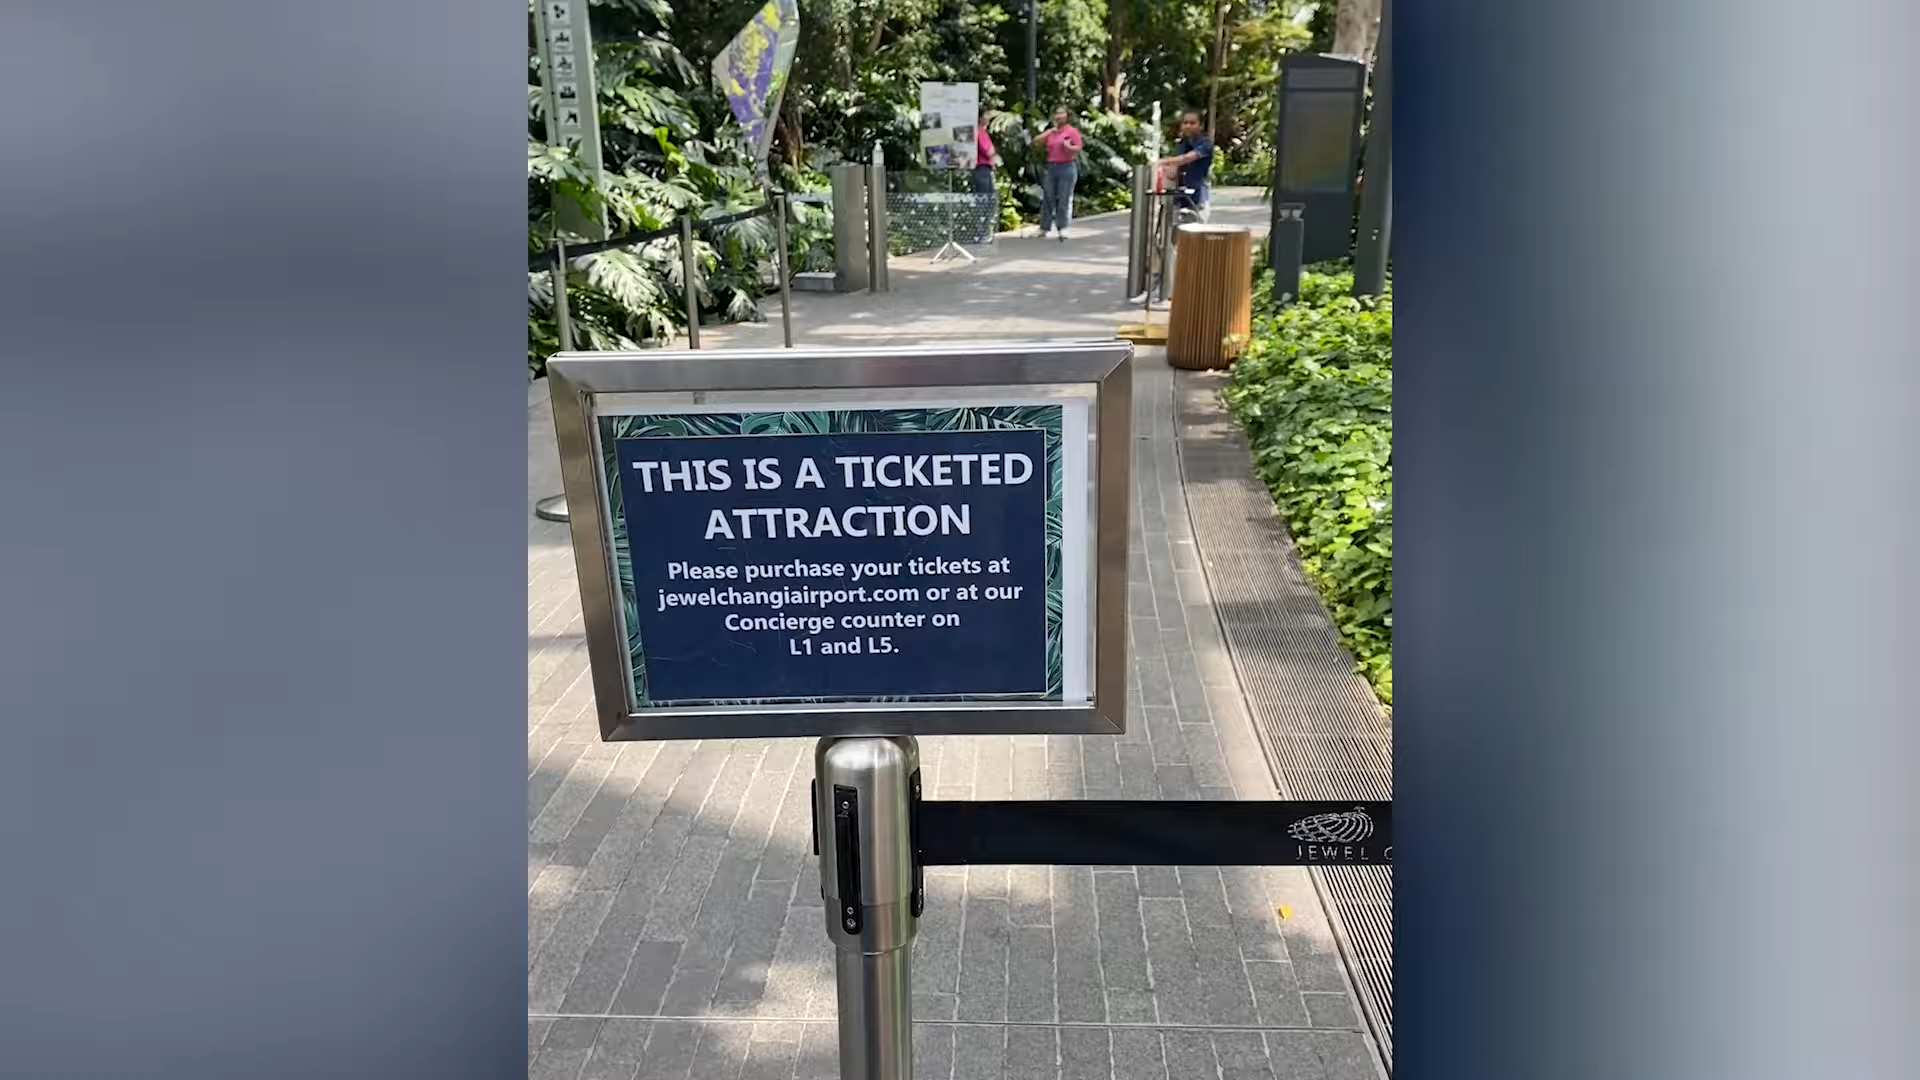 THIS IS A TICKETED
ATTRACTION
Please purchase your tickets at
jewelchangiairport.com or at our
Concierge counter on
L1 and L5.
JEWEL